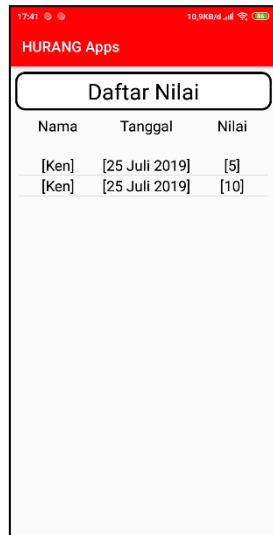 17:41 10,9KB/d 86
HURANG Apps
Daftar Nilai
Nama Tanggal Nilai
[Ken] [25 Juli 2019] [5]
[Ken] [25 Juli 2019] [10]